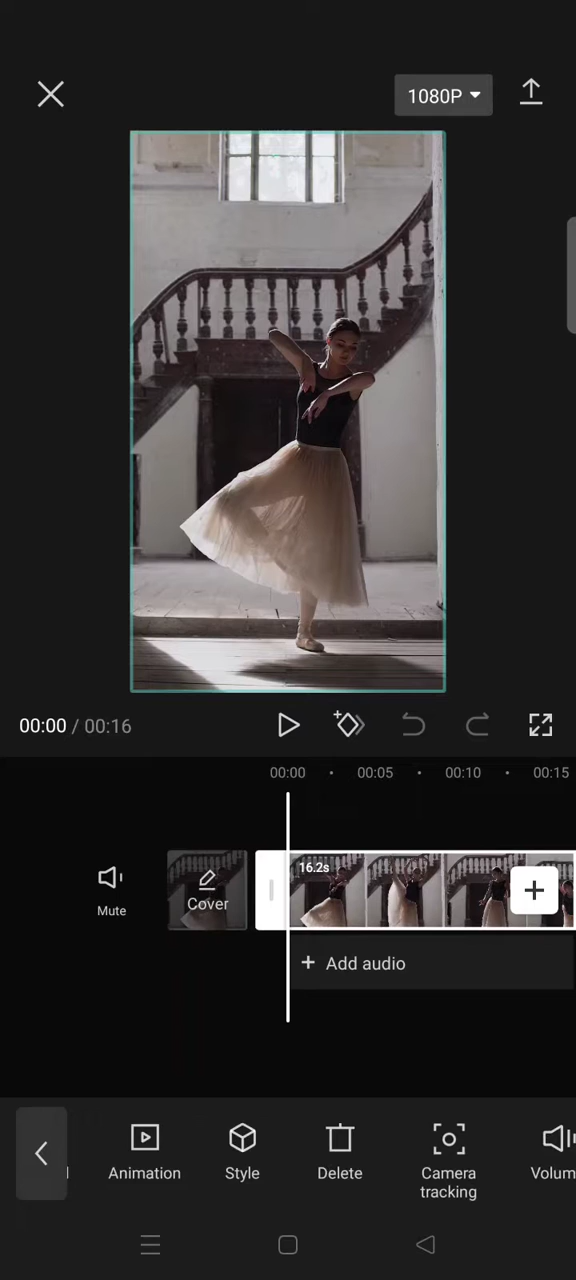 1080P
00:00 / 00:16
00:00 00:05 00:10 00:15
16.2s
Mute
Cover
+ Add audio
Animation
Style
Delete
Camera
tracking
Volum